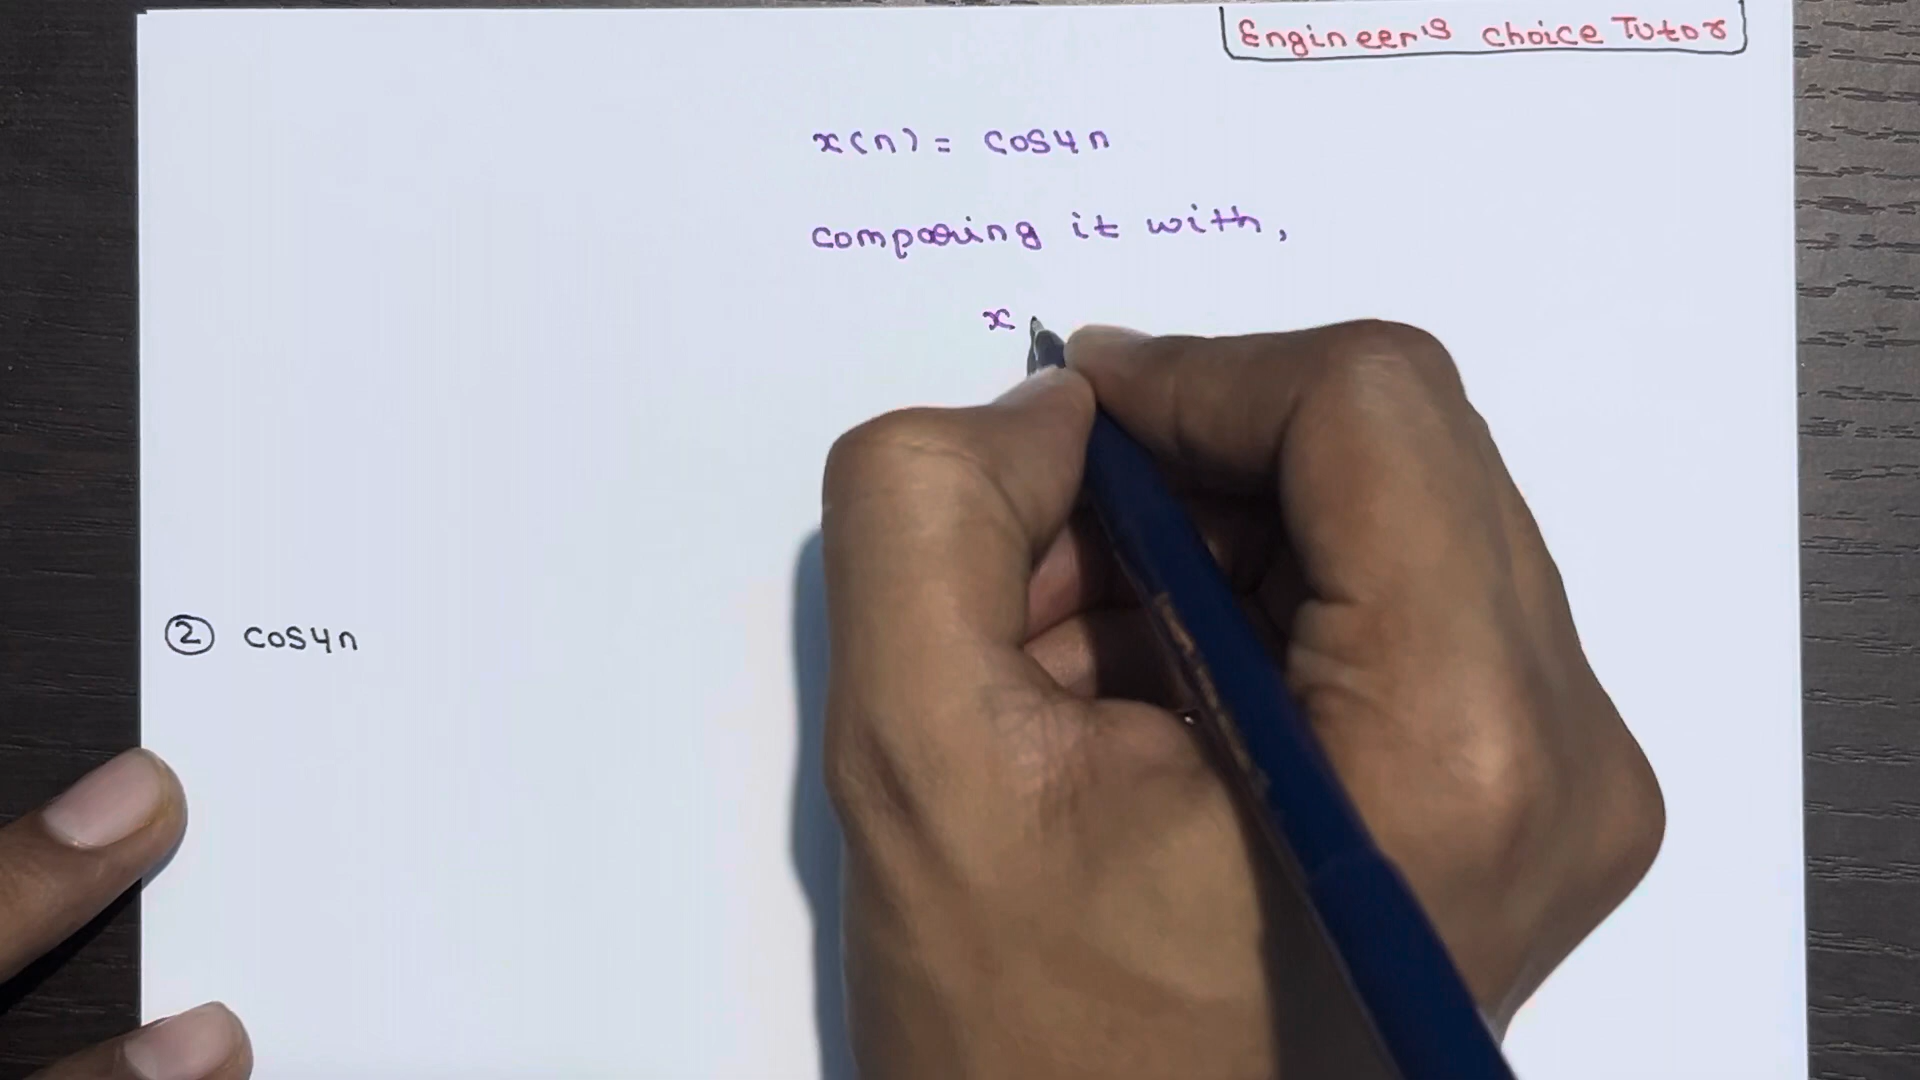 Engineer's choice Tutor
x(n) = cos4n
comparing it with,
x
② cos4n